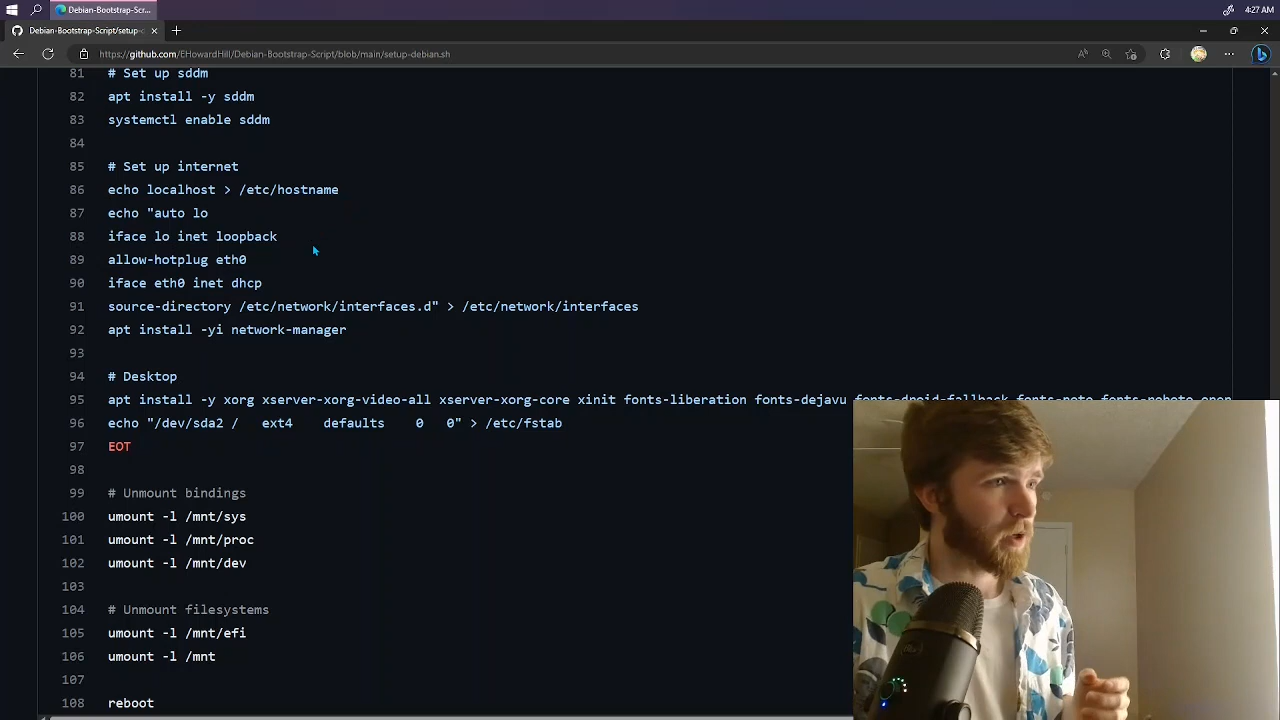 Debian-Bootstrap-Scr...
4:27 AM
Debian-Bootstrap-Script/setup-
https://github.com/EHowardHill/Debian-Bootstrap-Script/blob/main/setup-debian.sh
81 # Set up sddm
82 apt install -y sddm
83 systemctl enable sddm
84
85 # Set up internet
86 echo localhost > /etc/hostname
87 echo "auto lo
88 iface lo inet loopback
89 allow-hotplug eth0
90 iface eth0 inet dhcp
91 source-directory /etc/network/interfaces.d" > /etc/network/interfaces
92 apt install -yi network-manager
93
94 # Desktop
95 apt install -y xorg xserver-xorg-video-all xserver-xorg-core xinit fonts-liberation fonts-dejavu fonts-droid-fallback fonts-noto fonts-roboto
96 echo "/dev/sda2 / ext4 defaults 0 0" > /etc/fstab
97 EOT
98
99 # Unmount bindings
100 umount -l /mnt/sys
101 umount -l /mnt/proc
102 umount -l /mnt/dev
103
104 # Unmount filesystems
105 umount -l /mnt/efi
106 umount -l /mnt
107
108 reboot